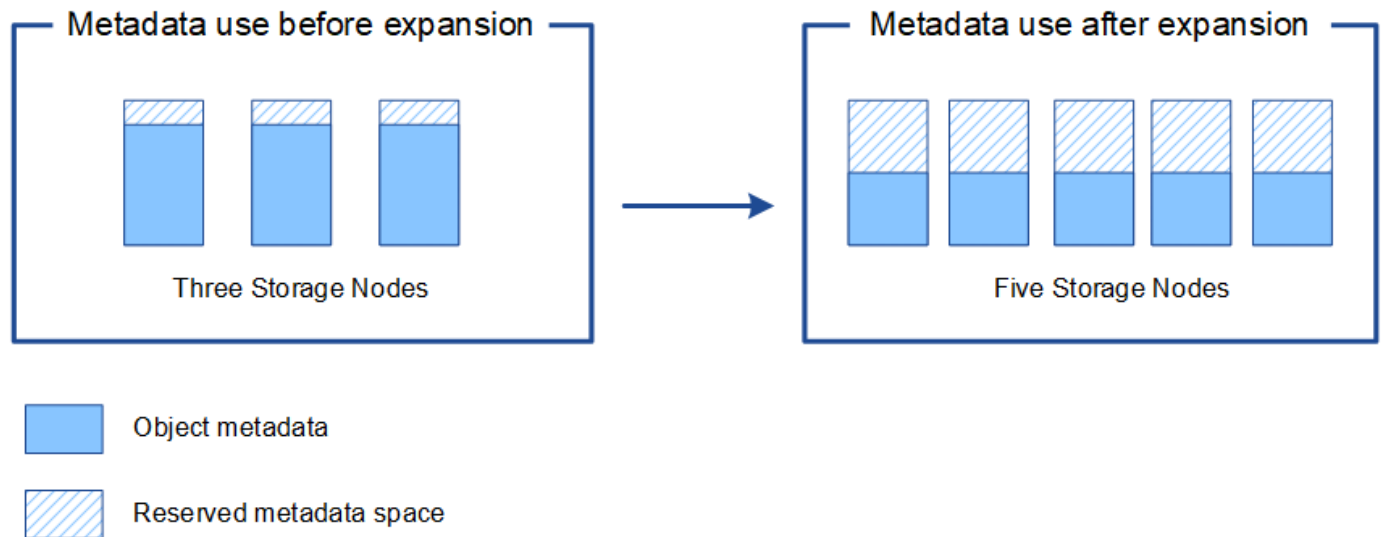 Metadata use before expansion
Metadata use after expansion
Three Storage Nodes
Five Storage Nodes
Object metadata
Reserved metadata space